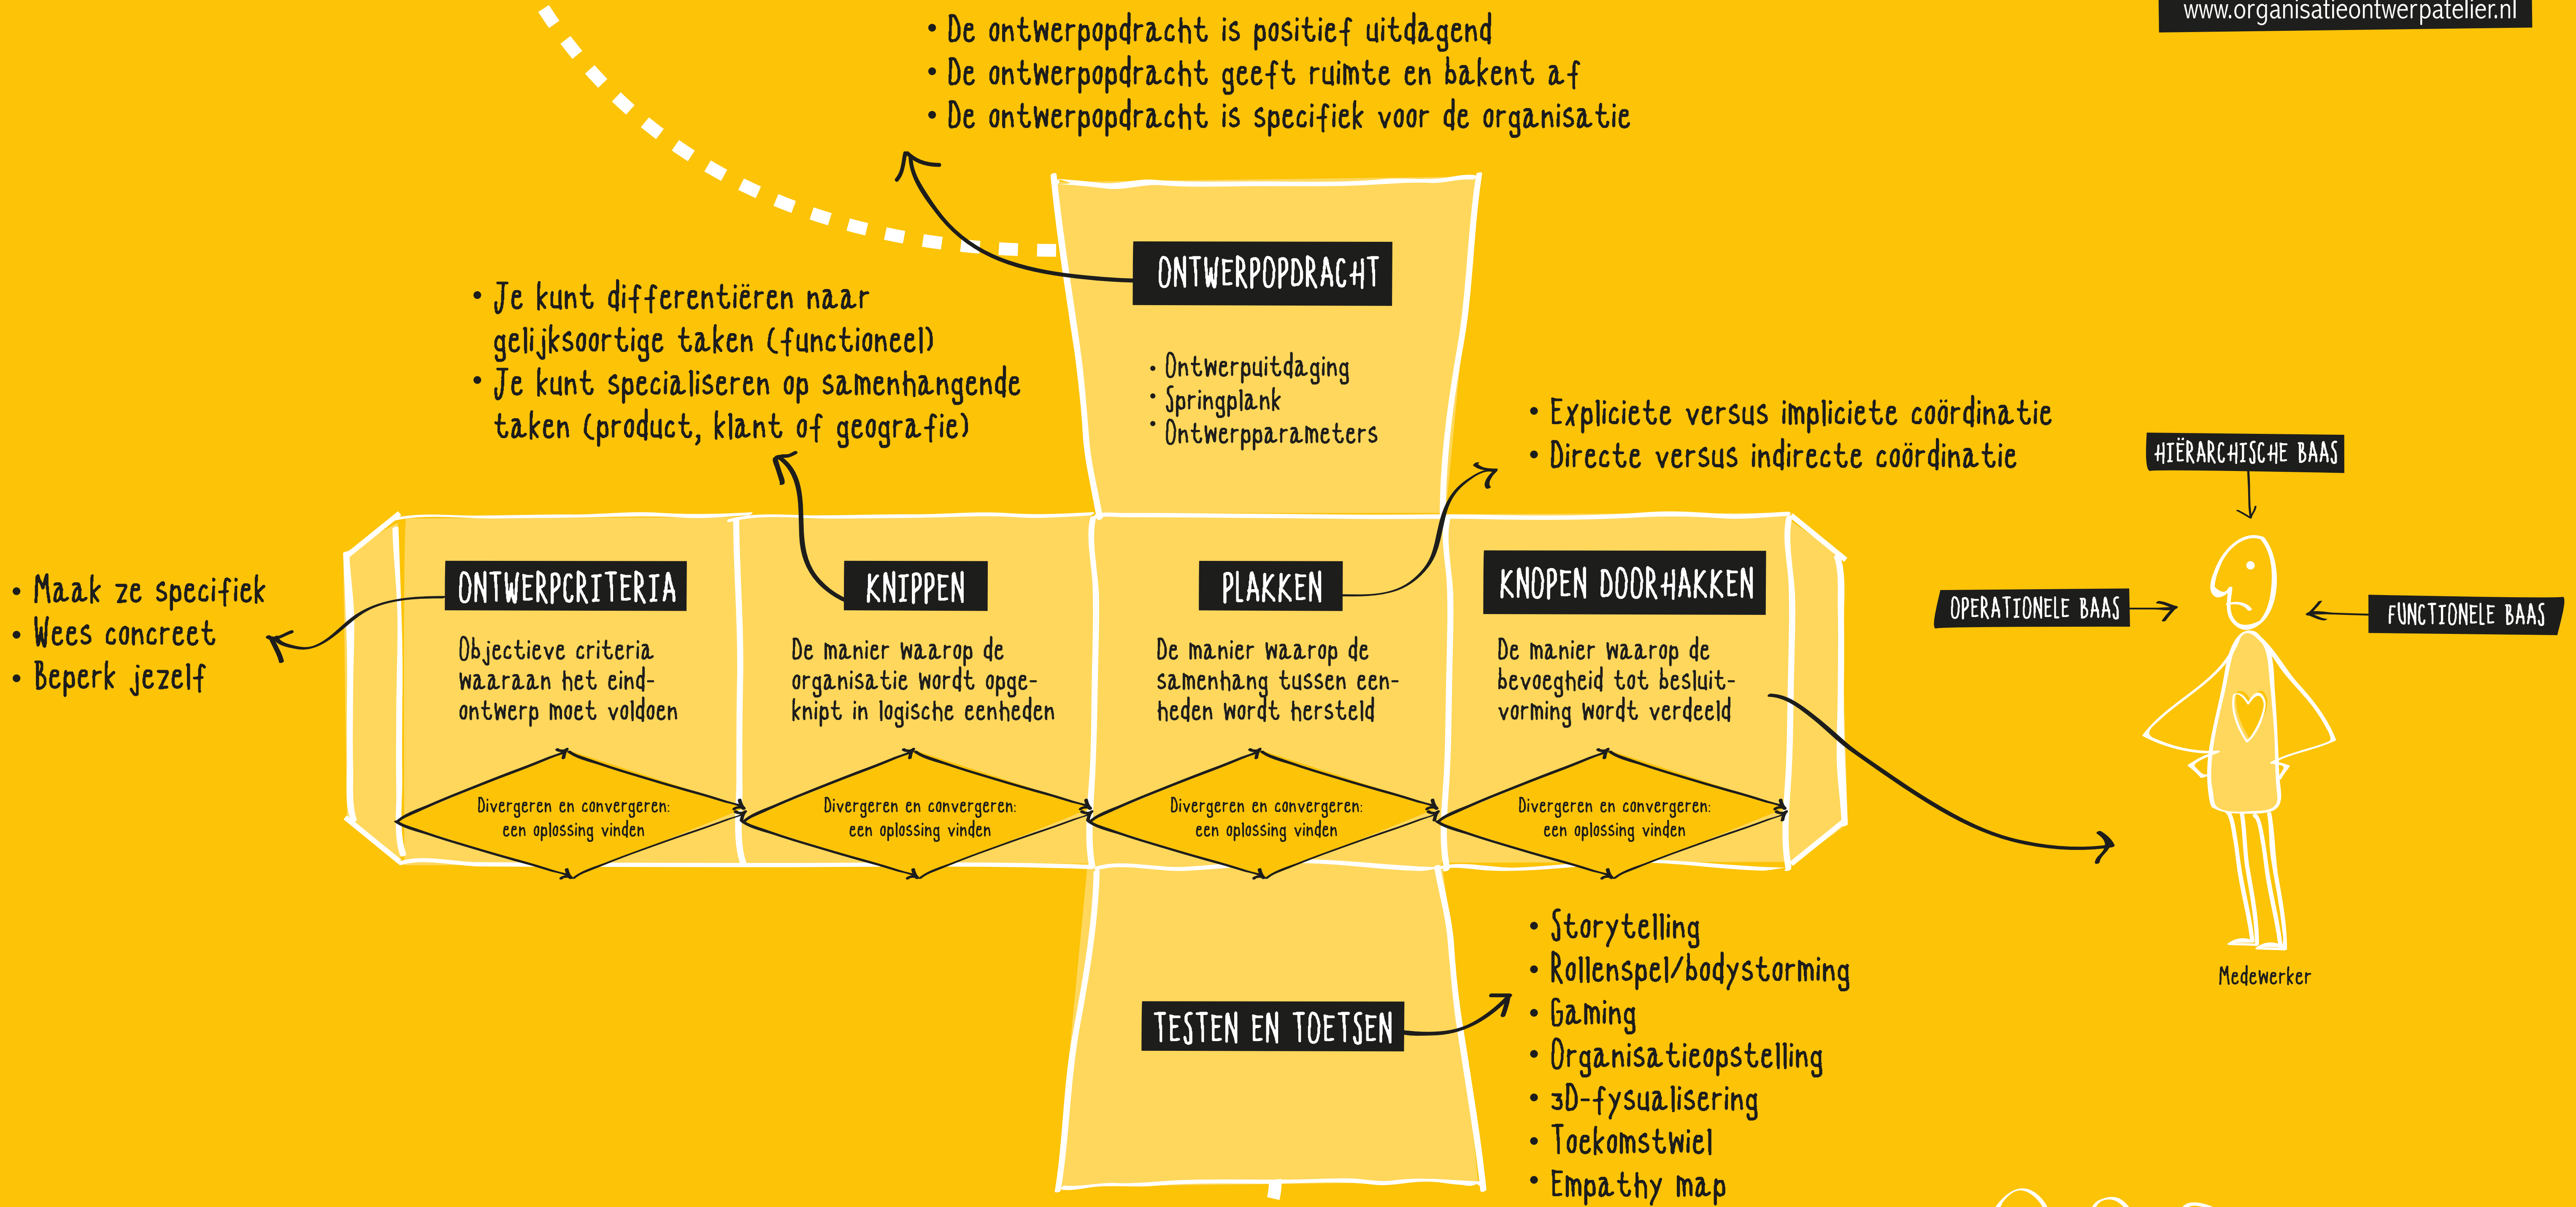 www.organisatieontwerpatelier.nl
• De ontwerpopdracht is positief uitdagend
• De ontwerpopdracht geeft ruimte en bakent af
• De ontwerpopdracht is specifiek voor de organisatie
ONTWERPOPDRACHT
• Ontwerpuitdaging
• Springplank
• Ontwerpparameters
• Je kunt differentiëren naar
gelijksoortige taken (functioneel)
• Je kunt specialiseren op samenhangende
taken (product, klant of geografie)
• Expliciete versus impliciete coördinatie
• Directe versus indirecte coördinatie
• Maak ze specifiek
• Wees concreet
• Beperk jezelf
ONTWERPCRITERIA
Objectieve criteria
waaraan het eind-
ontwerp moet voldoen
Divergeren en convergeren:
een oplossing vinden
KNIPPEN
De manier waarop de
organisatie wordt opge-
knipt in logische eenheden
Divergeren en convergeren:
een oplossing vinden
PLAKKEN
De manier waarop de
samenhang tussen een-
heden wordt hersteld
Divergeren en convergeren:
een oplossing vinden
KNOPEN DOORHAKKEN
De manier waarop de
bevoegheid tot besluit-
vorming wordt verdeeld
Divergeren en convergeren:
een oplossing vinden
HIËRARCHISCHE BAAS
OPERATIONELE BAAS
FUNCTIONELE BAAS
Medewerker
TESTEN EN TOETSEN
• Storytelling
• Rollenspel/bodystorming
• Gaming
• Organisatieopstelling
• 3D-fysualisering
• Toekomstwiel
• Empathy map